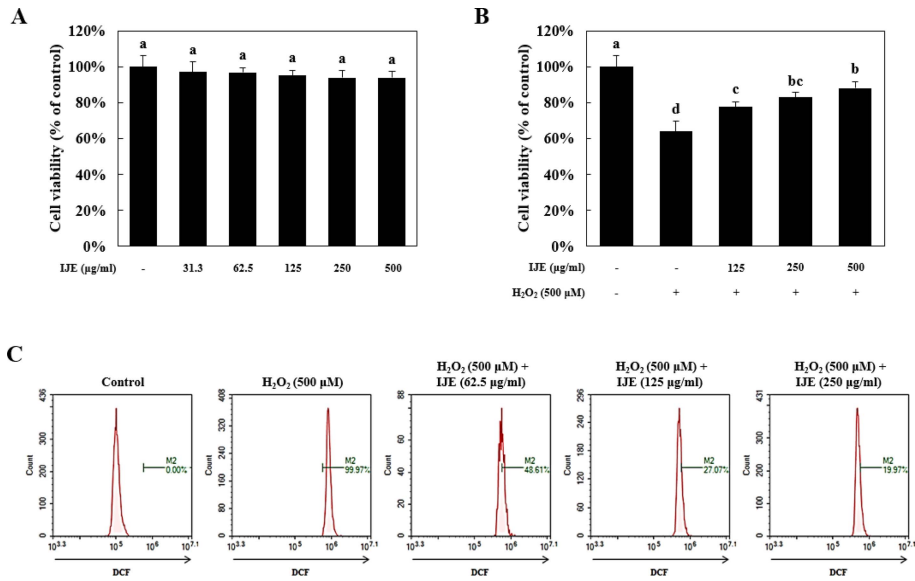 A
120%
100%
80%
60%
40%
20%
0%
Cell viability (% of control)
a a a a a a
IJE (µg/ml) - 31.3 62.5 125 250 500
B
120%
100%
80%
60%
40%
20%
0%
Cell viability (% of control)
a d c bc b
IJE (µg/ml) - - 125 250 500
H₂O₂ (500 µM) - + + + +
C
Control
436
300
200
100
0
Count
M2
0.00%
10^3.3 10^5 10^6 10^7.1
DCF
H₂O₂ (500 µM)
408
340
255
170
80
0
Count
M2
99.97%
10^3.3 10^5 10^6 10^7.1
DCF
H₂O₂ (500 µM) +
IJE (62.5 µg/ml)
88
60
40
20
0
Count
M2
48.61%
10^3.3 10^5 10^6 10^7.1
DCF
H₂O₂ (500 µM) +
IJE (125 µg/ml)
296
240
180
120
60
0
Count
M2
27.07%
10^3.3 10^5 10^6 10^7.1
DCF
H₂O₂ (500 µM) +
IJE (250 µg/ml)
431
300
200
100
0
Count
M2
19.97%
10^3.3 10^5 10^6 10^7.1
DCF